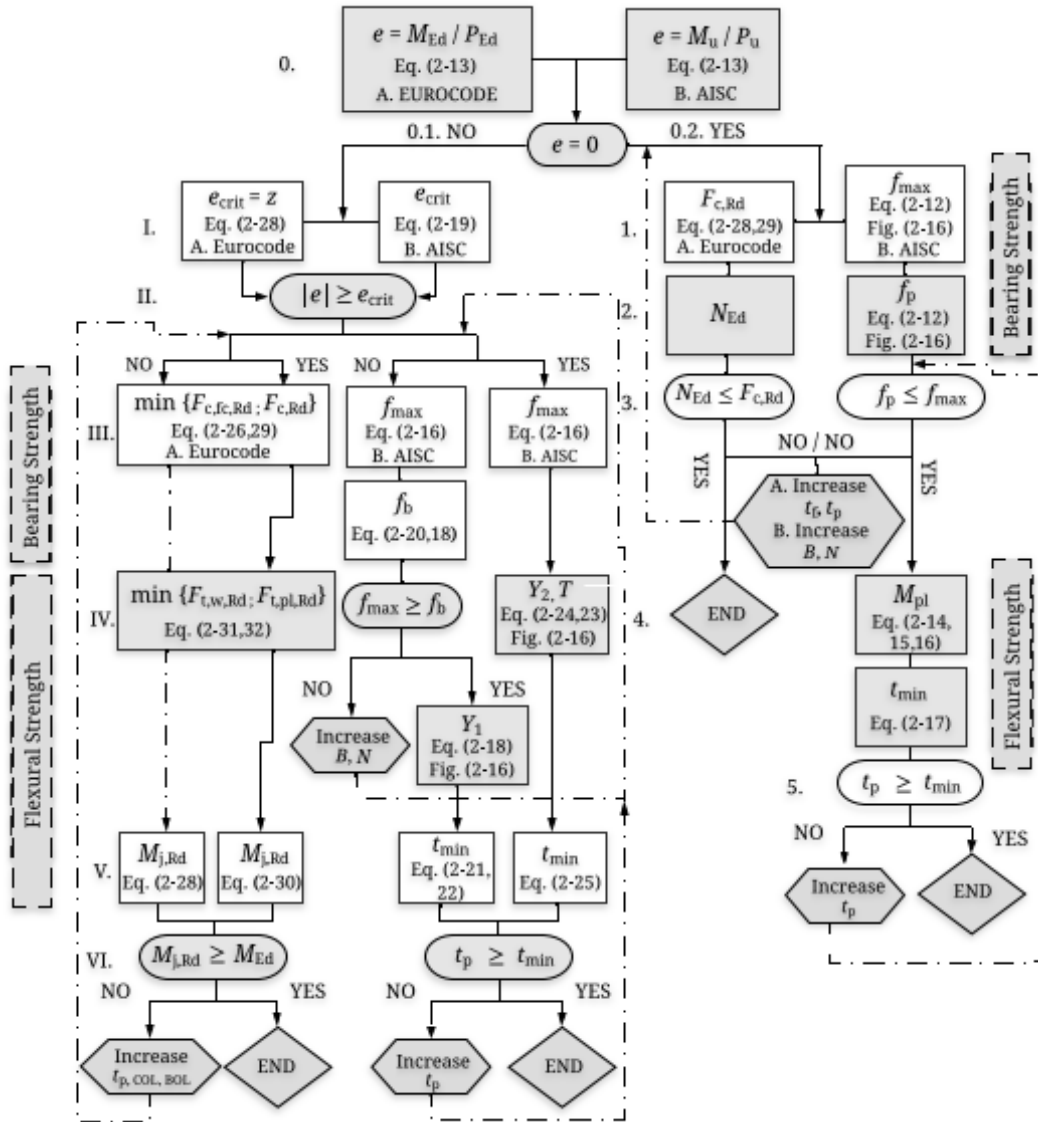 0.
e = M_Ed / P_Ed
Eq. (2-13)
A. EUROCODE
e = M_u / P_u
Eq. (2-13)
B. AISC
0.1. NO
e = 0
0.2. YES
I.
e_crit = z
Eq. (2-28)
A. Eurocode
e_crit
Eq. (2-19)
B. AISC
II.
|e| ≥ e_crit
NO
YES
NO
YES
Bearing Strength
III.
min {F_c,fc,Rd ; F_c,Rd}
Eq. (2-26,29)
A. Eurocode
f_max
Eq. (2-16)
B. AISC
f_max
Eq. (2-16)
B. AISC
f_b
Eq. (2-20,18)
Flexural Strength
IV.
min {F_t,w,Rd ; F_t,pl,Rd}
Eq. (2-31,32)
f_max ≥ f_b
Y_2, T
Eq. (2-24,23)
Fig. (2-16)
NO
YES
Increase
B, N
Y_1
Eq. (2-18)
Fig. (2-16)
V.
M_j,Rd
Eq. (2-28)
M_j,Rd
Eq. (2-30)
t_min
Eq. (2-21,
22)
t_min
Eq. (2-25)
VI.
M_j,Rd ≥ M_Ed
t_p ≥ t_min
NO
YES
NO
YES
Increase
t_p, COL, BOL
END
Increase
t_p
END
1.
F_c,Rd
Eq. (2-28,29)
A. Eurocode
f_max
Eq. (2-12)
Fig. (2-16)
B. AISC
Bearing Strength
2.
N_Ed
f_p
Eq. (2-12)
Fig. (2-16)
3.
N_Ed ≤ F_c,Rd
f_p ≤ f_max
NO / NO
YES
YES
A. Increase
t_f, t_p
B. Increase
B, N
4.
END
M_pl
Eq. (2-14,
15,16)
Flexural Strength
t_min
Eq. (2-17)
5.
t_p ≥ t_min
NO
YES
Increase
t_p
END